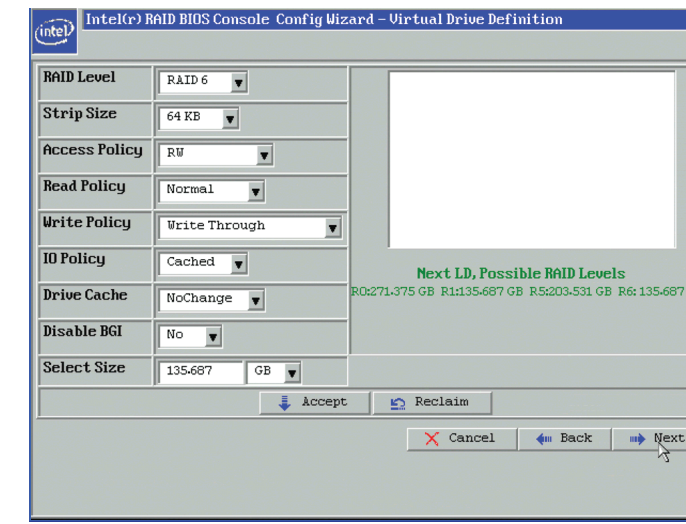 intel
Intel(r) RAID BIOS Console Config Wizard – Virtual Drive Definition
RAID Level RAID 6
Strip Size 64 KB
Access Policy RW
Read Policy Normal
Write Policy Write Through
IO Policy Cached
Drive Cache NoChange
Disable BGI No
Select Size 135.687 GB
Next LD, Possible RAID Levels
R0:271.375 GB R1:135.687 GB R5:203.531 GB R6: 135.687
Accept Reclaim
Cancel Back Next